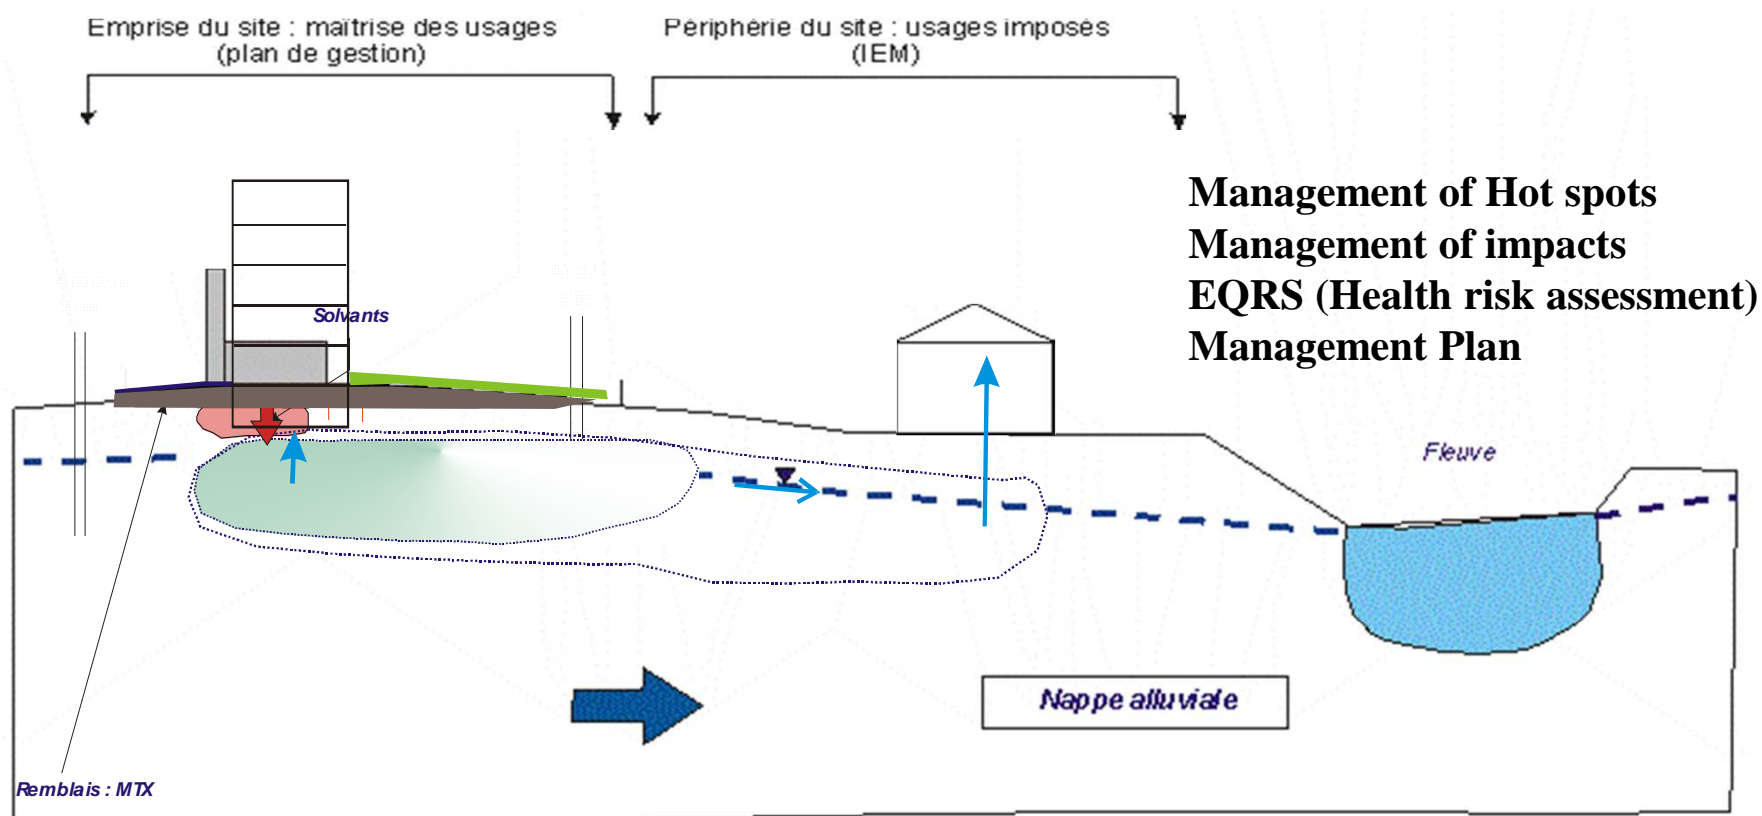 Emprise du site : maîtrise des usages
(plan de gestion)
Périphérie du site : usages imposés
(IEM)
Management of Hot spots
Management of impacts
EQRS (Health risk assessment)
Management Plan
Solvants
Fleuve
Nappe alluviale
Remblais : MTX